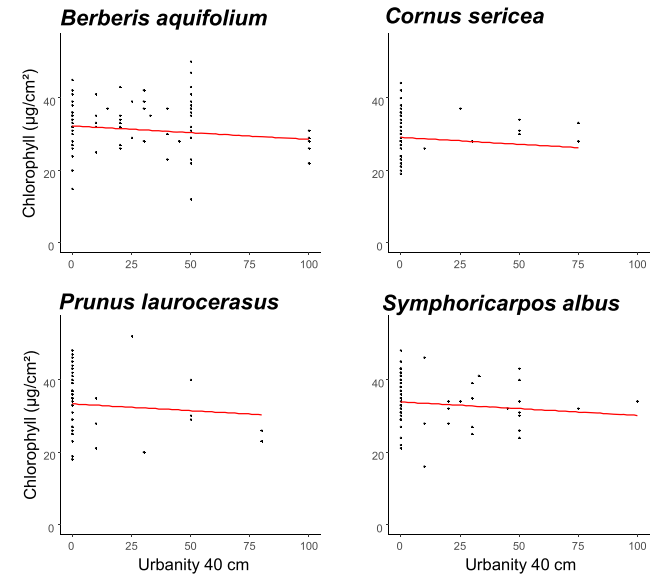 Berberis aquifolium
Cornus sericea
Chlorophyll (µg/cm²)
40
20
0
0 25 50 75 100
40
20
0
0 25 50 75 100
Prunus laurocerasus
Symphoricarpos albus
Chlorophyll (µg/cm²)
40
20
0
0 25 50 75 100
Urbanity 40 cm
40
20
0
0 25 50 75 100
Urbanity 40 cm